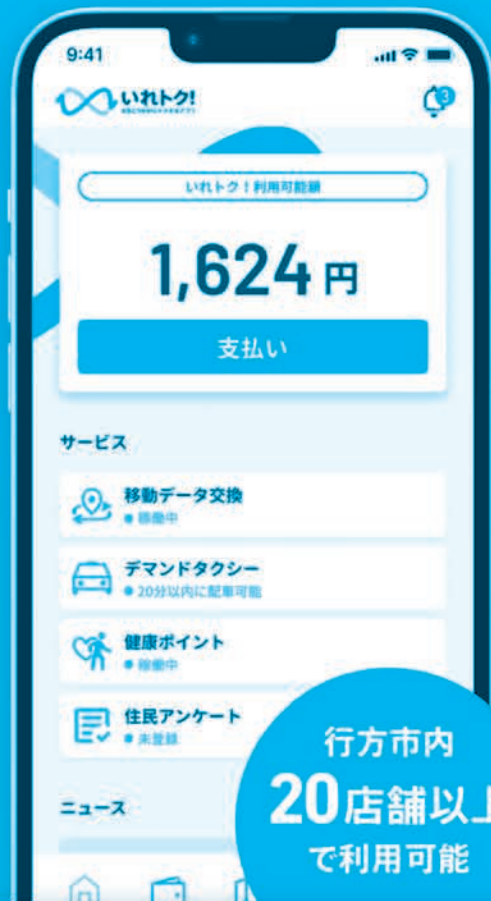 9:41
いれトク!
3
いれトク!利用可能額
1,624円
支払い
サービス
移動データ交換
稼働中
デマンドタクシー
20分以内に配車可能
健康ポイント
稼働中
住民アンケート
未登録
ニュース
行方市内
20店舗以上
で利用可能